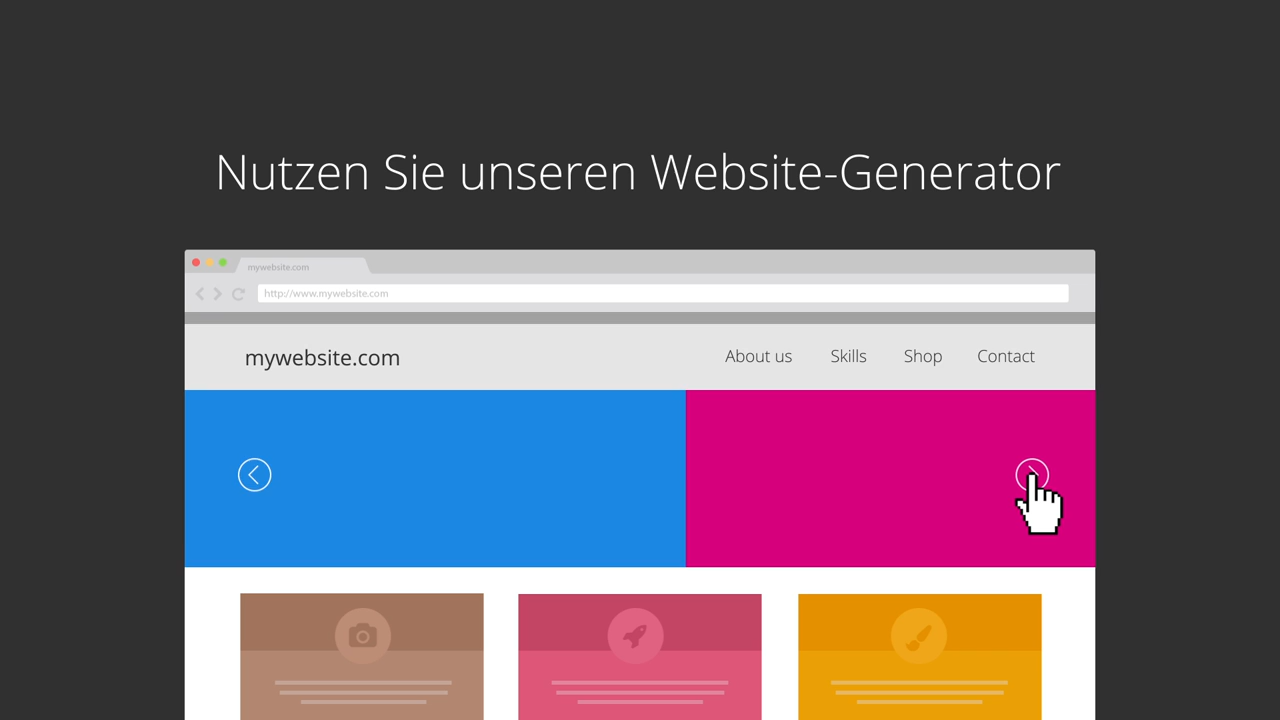 Nutzen Sie unseren Website-Generator
mywebsite.com
http://www.mywebsite.com
mywebsite.com
About us
Skills
Shop
Contact